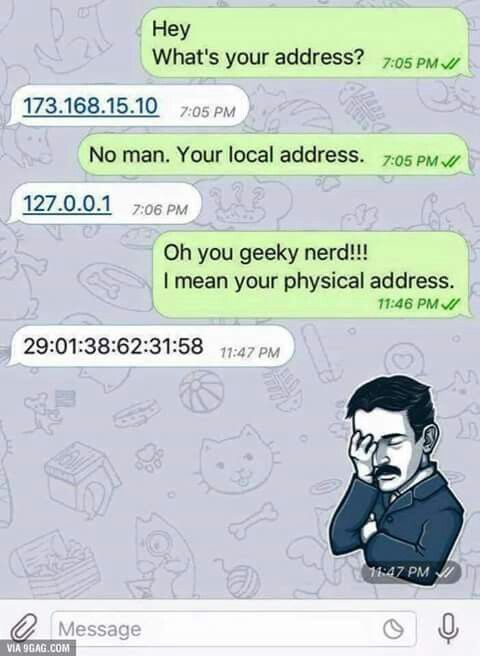 Hey
What's your address? 7:05 PM
173.168.15.10 7:05 PM
No man. Your local address. 7:05 PM
127.0.0.1 7:06 PM
Oh you geeky nerd!!!
I mean your physical address.
11:46 PM
29:01:38:62:31:58 11:47 PM
11:47 PM
Message
VIA 9GAG.COM